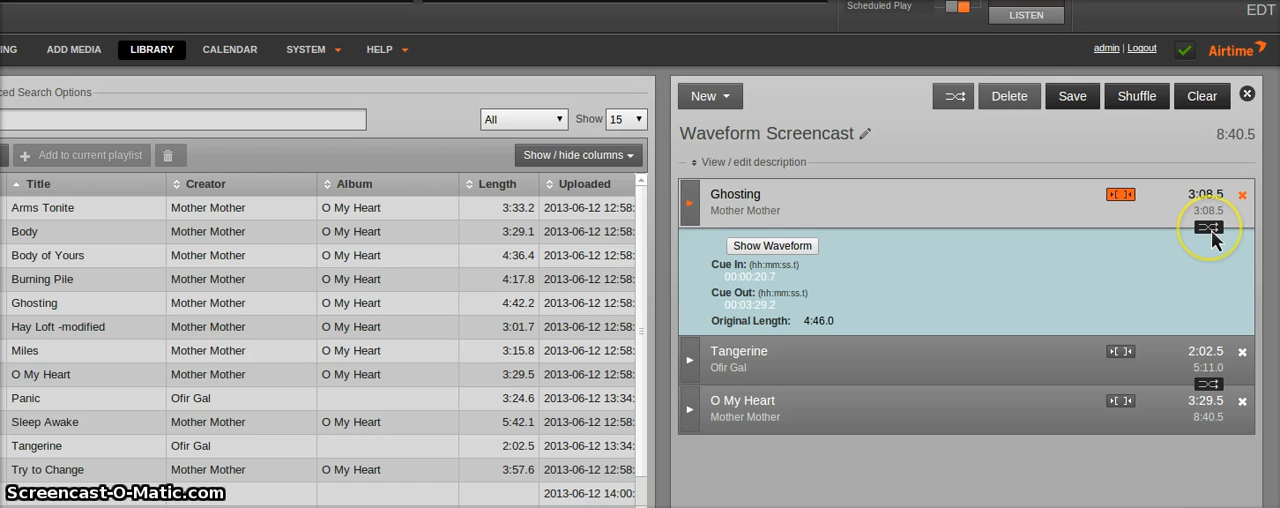 Scheduled Play
LISTEN
EDT
NG ADD MEDIA LIBRARY CALENDAR SYSTEM HELP
admin | Logout
Airtime
ced Search Options
All Show 15
Add to current playlist
Show / hide columns
Title Creator Album Length Uploaded
Arms Tonite Mother Mother O My Heart 3:33.2 2013-06-12 12:58:
Body Mother Mother O My Heart 3:29.1 2013-06-12 12:58:
Body of Yours Mother Mother O My Heart 4:36.4 2013-06-12 12:58:
Burning Pile Mother Mother O My Heart 4:17.8 2013-06-12 12:58:
Ghosting Mother Mother O My Heart 4:42.2 2013-06-12 12:58:
Hay Loft -modified Mother Mother O My Heart 3:01.7 2013-06-12 12:58:
Miles Mother Mother O My Heart 3:15.8 2013-06-12 12:58:
O My Heart Mother Mother O My Heart 3:29.5 2013-06-12 12:58:
Panic Ofir Gal 3:24.6 2013-06-12 13:34:
Sleep Awake Mother Mother O My Heart 5:42.1 2013-06-12 12:58:
Tangerine Ofir Gal 2:02.5 2013-06-12 13:34:
Try to Change Mother Mother O My Heart 3:57.6 2013-06-12 12:58:
2013-06-12 14:00:
Screencast-O-Matic.com
New Delete Save Shuffle Clear
Waveform Screencast 8:40.5
View / edit description
Ghosting 3:08.5
Mother Mother 3:08.5
Show Waveform
Cue In: (hh:mm:ss.t)
00:00:20.7
Cue Out: (hh:mm:ss.t)
00:03:29.2
Original Length: 4:46.0
Tangerine 2:02.5
Ofir Gal 5:11.0
O My Heart 3:29.5
Mother Mother 8:40.5